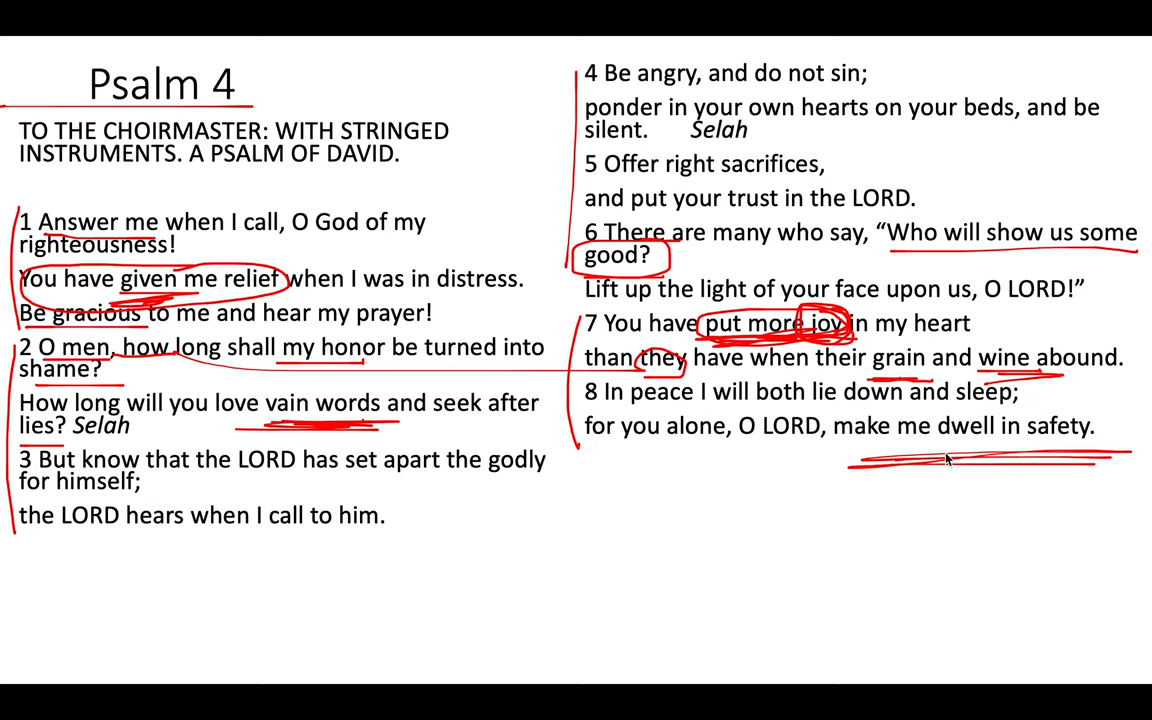 Psalm 4
TO THE CHOIRMASTER: WITH STRINGED
INSTRUMENTS. A PSALM OF DAVID.
1 Answer me when I call, O God of my
righteousness!
You have given me relief when I was in distress.
Be gracious to me and hear my prayer!
2 O men, how long shall my honor be turned into
shame?
How long will you love vain words and seek after
lies? Selah
3 But know that the LORD has set apart the godly
for himself;
the LORD hears when I call to him.
4 Be angry, and do not sin;
ponder in your own hearts on your beds, and be
silent. Selah
5 Offer right sacrifices,
and put your trust in the LORD.
6 There are many who say, “Who will show us some
good?
Lift up the light of your face upon us, O LORD!”
7 You have put more joy in my heart
than they have when their grain and wine abound.
8 In peace I will both lie down and sleep;
for you alone, O LORD, make me dwell in safety.